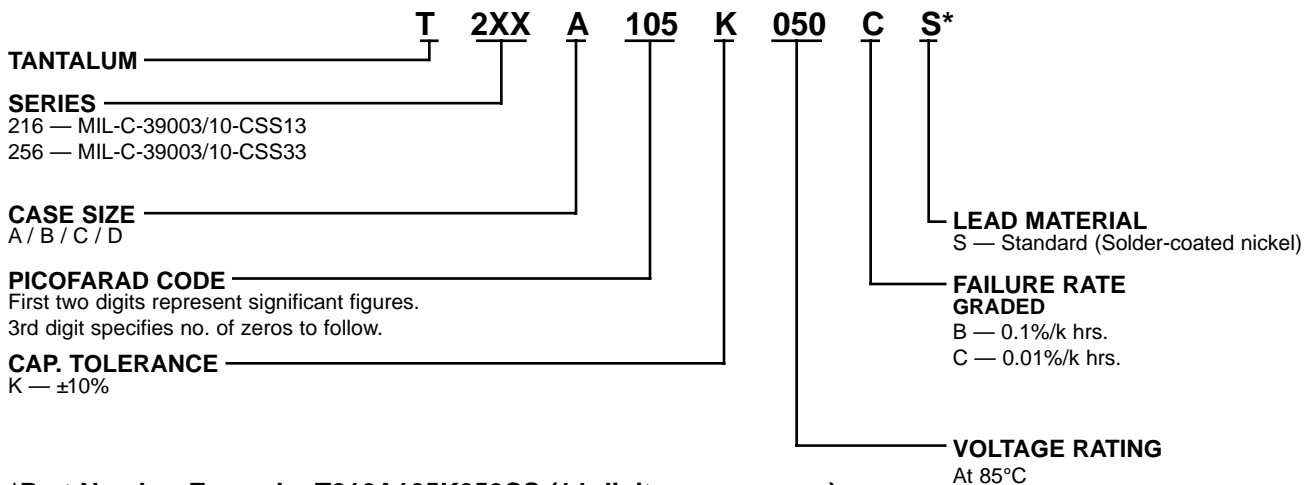 T 2XX A 105 K 050 C S*
TANTALUM
SERIES
216 — MIL-C-39003/10-CSS13
256 — MIL-C-39003/10-CSS33
CASE SIZE
A / B / C / D
PICOFARAD CODE
First two digits represent significant figures.
3rd digit specifies no. of zeros to follow.
CAP. TOLERANCE
K — ±10%
LEAD MATERIAL
S — Standard (Solder-coated nickel)
FAILURE RATE
GRADED
B — 0.1%/k hrs.
C — 0.01%/k hrs.
VOLTAGE RATING
At 85°C